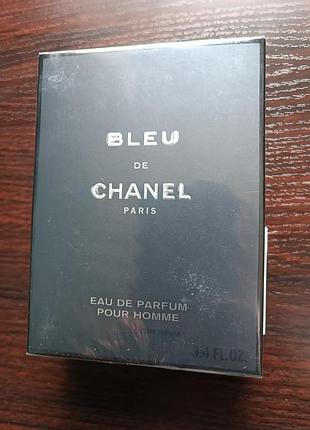 BLEU
DE
CHANEL
PARIS
EAU DE PARFUM
POUR HOMME
3.4 FL.OZ.